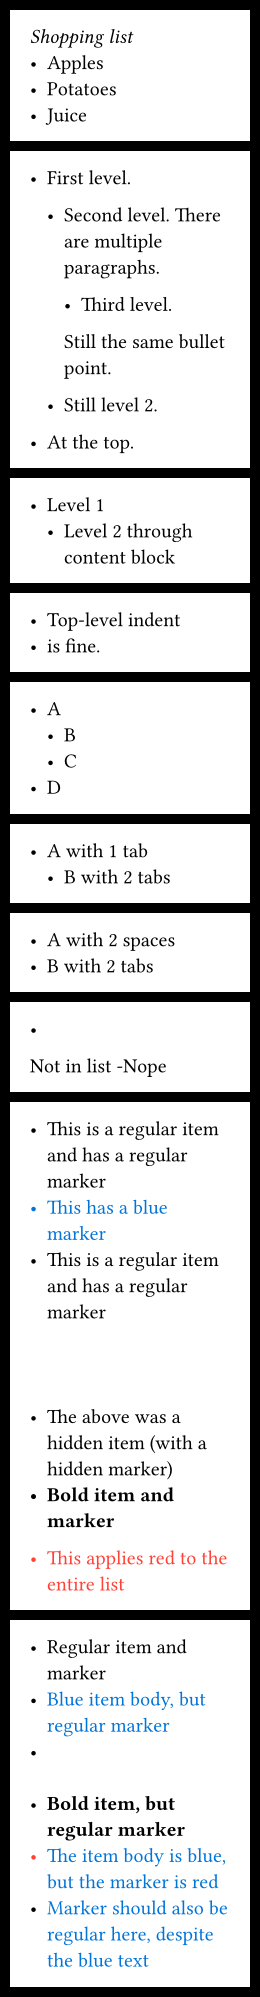 Shopping list
• Apples
• Potatoes
• Juice
• First level.
• Second level. There
are multiple
paragraphs.
• Third level.
Still the same bullet
point.
• Still level 2.
• At the top.
• Level 1
• Level 2 through
content block
• Top-level indent
• is fine.
• A
• B
• C
• D
• A with 1 tab
• B with 2 tabs
• A with 2 spaces
• B with 2 tabs
•
Not in list -Nope
• This is a regular item
and has a regular
marker
• This has a blue
marker
• This is a regular item
and has a regular
marker
• The above was a
hidden item (with a
hidden marker)
• Bold item and
marker
• This applies red to the
entire list
• Regular item and
marker
• Blue item body, but
regular marker
•
• Bold item, but
regular marker
• The item body is blue,
but the marker is red
• Marker should also be
regular here, despite
the blue text